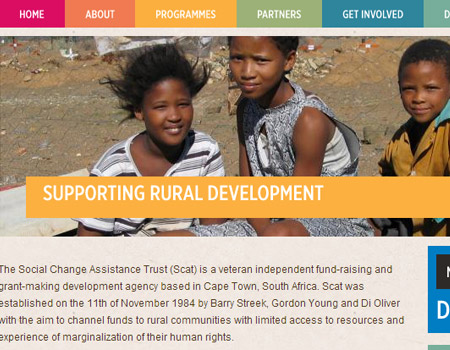 HOME ABOUT PROGRAMMES PARTNERS GET INVOLVED D
SUPPORTING RURAL DEVELOPMENT
The Social Change Assistance Trust (Scat) is a veteran independent fund-raising and
grant-making development agency based in Cape Town, South Africa. Scat was
established on the 11th of November 1984 by Barry Streek, Gordon Young and Di Oliver
with the aim to channel funds to rural communities with limited access to resources and
experience of marginalization of their human rights.
D